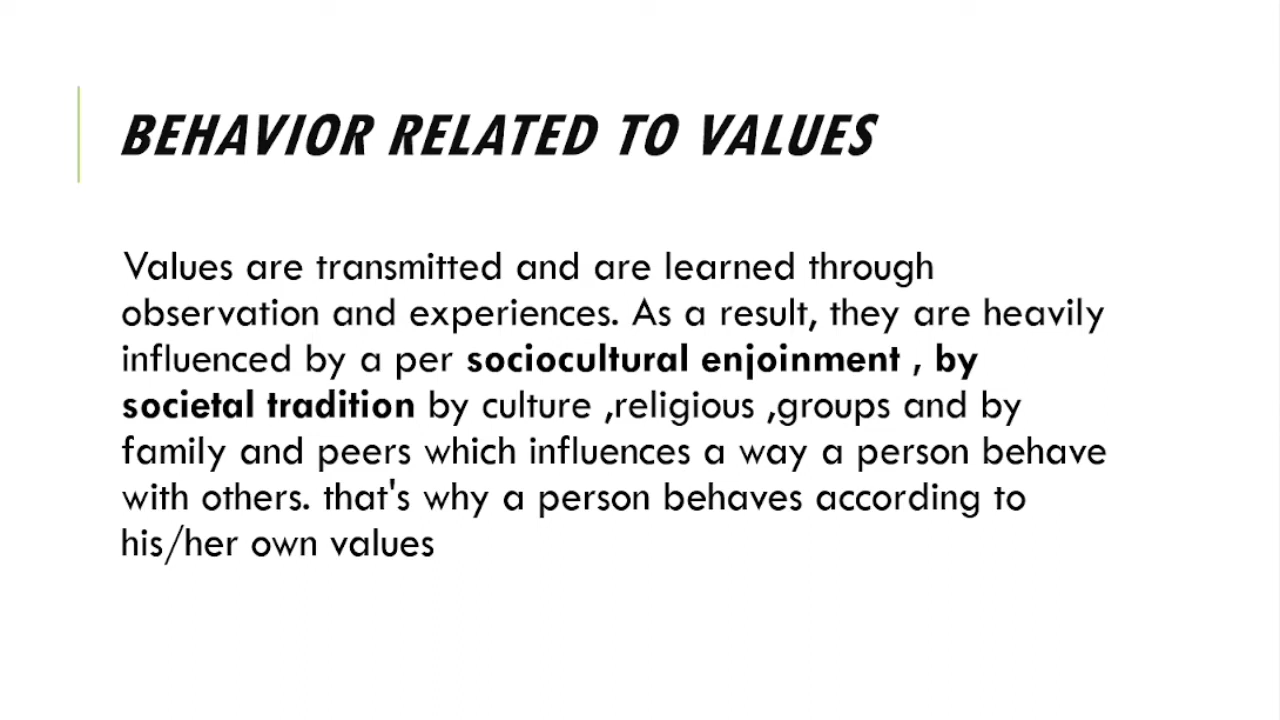 BEHAVIOR RELATED TO VALUES
Values are transmitted and are learned through
observation and experiences. As a result, they are heavily
influenced by a per sociocultural enjoinment , by
societal tradition by culture ,religious ,groups and by
family and peers which influences a way a person behave
with others. that's why a person behaves according to
his/her own values